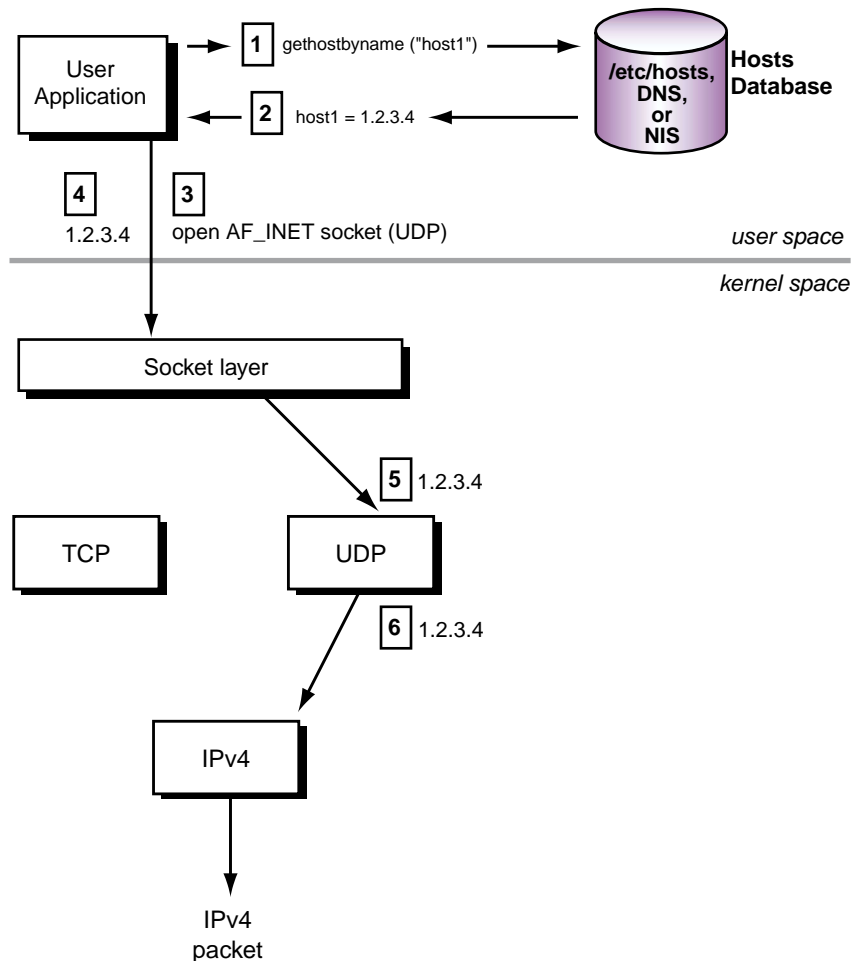 1 gethostbyname ("host1")
User
Application
/etc/hosts,
DNS,
or
NIS
Hosts
Database
2 host1 = 1.2.3.4
4
1.2.3.4
3
open AF_INET socket (UDP)
user space
kernel space
Socket layer
5 1.2.3.4
TCP
UDP
6 1.2.3.4
IPv4
IPv4
packet